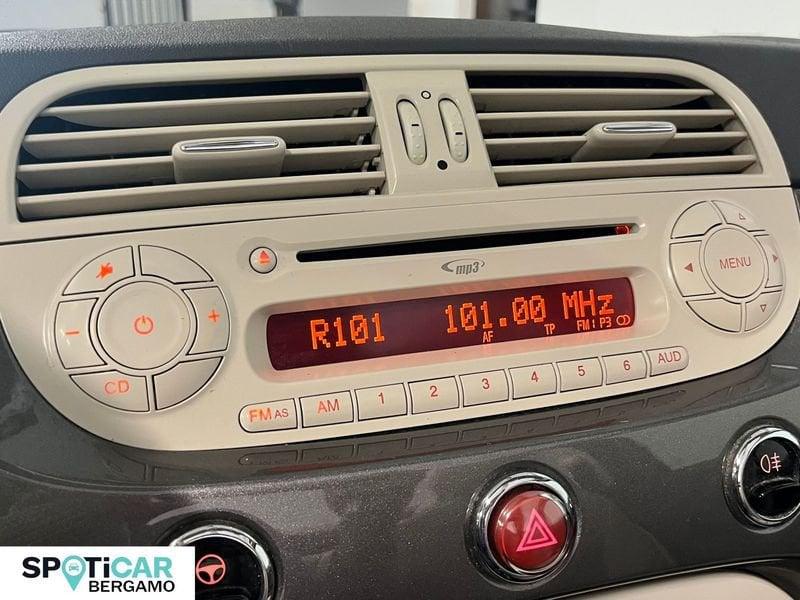 mp3
R101 101.00 MHz
AF TP FM1 P3
MENU
CD
FM AS AM 1 2 3 4 5 6 AUD
SPOTiCAR
BERGAMO